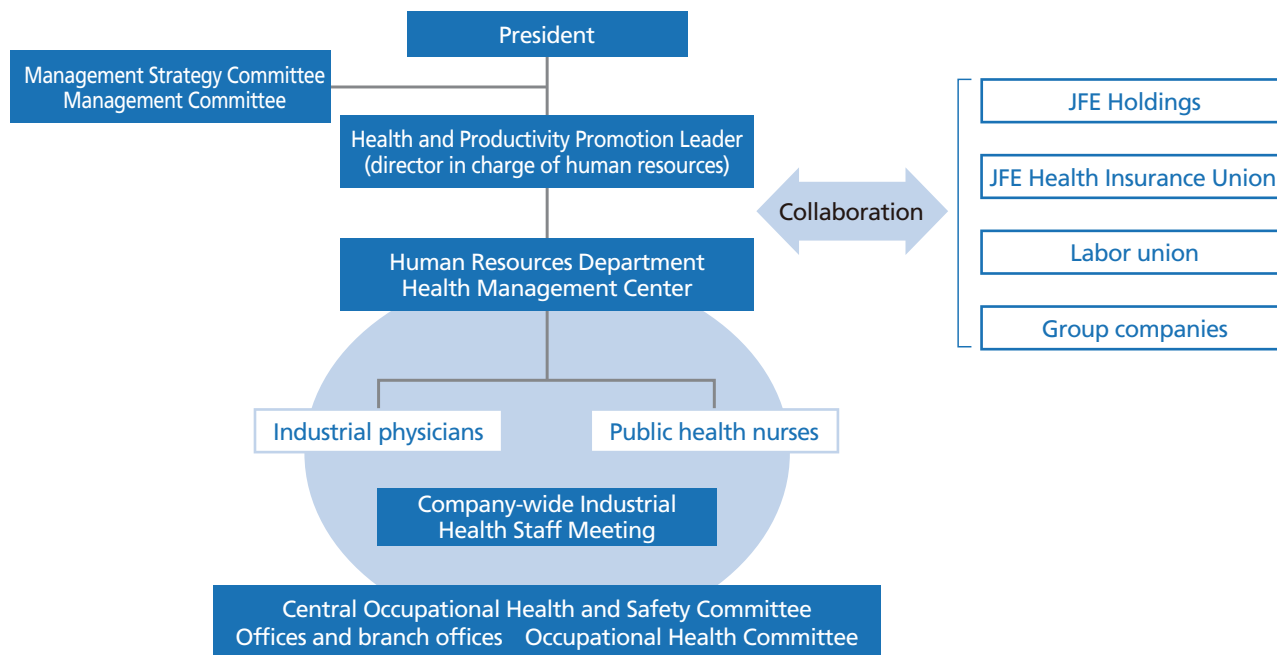 President
Management Strategy Committee
Management Committee
Health and Productivity Promotion Leader
(director in charge of human resources)
Human Resources Department
Health Management Center
Industrial physicians
Public health nurses
Company-wide Industrial
Health Staff Meeting
Central Occupational Health and Safety Committee
Offices and branch offices Occupational Health Committee
Collaboration
JFE Holdings
JFE Health Insurance Union
Labor union
Group companies